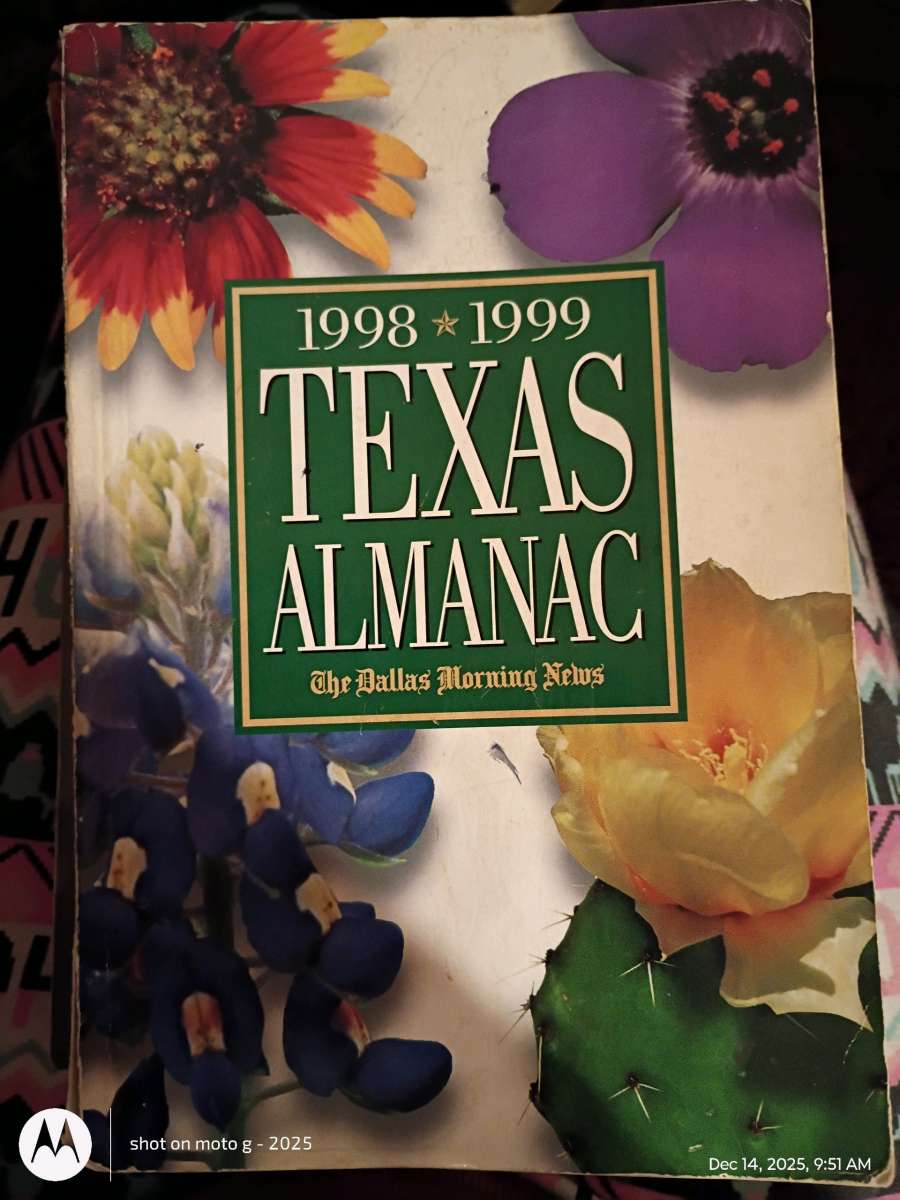 1998 ★ 1999
TEXAS
ALMANAC
The Dallas Morning News
shot on moto g - 2025
Dec 14, 2025, 9:51 AM